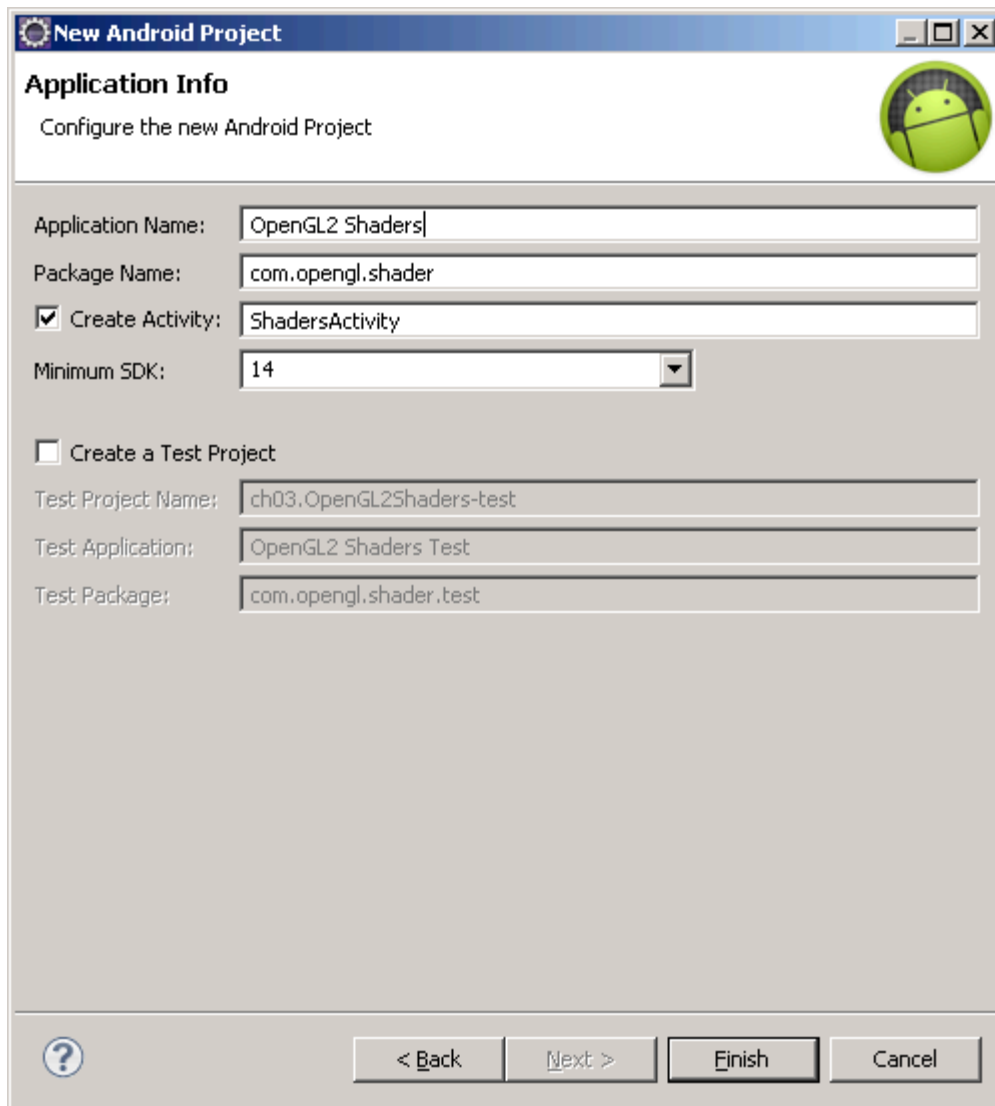 New Android Project
Application Info
Configure the new Android Project
Application Name: OpenGL2 Shaders
Package Name: com.opengl.shader
Create Activity: ShadersActivity
Minimum SDK: 14
Create a Test Project
Test Project Name: ch03.OpenGL2Shaders-test
Test Application: OpenGL2 Shaders Test
Test Package: com.opengl.shader.test
? < Back Next > Finish Cancel